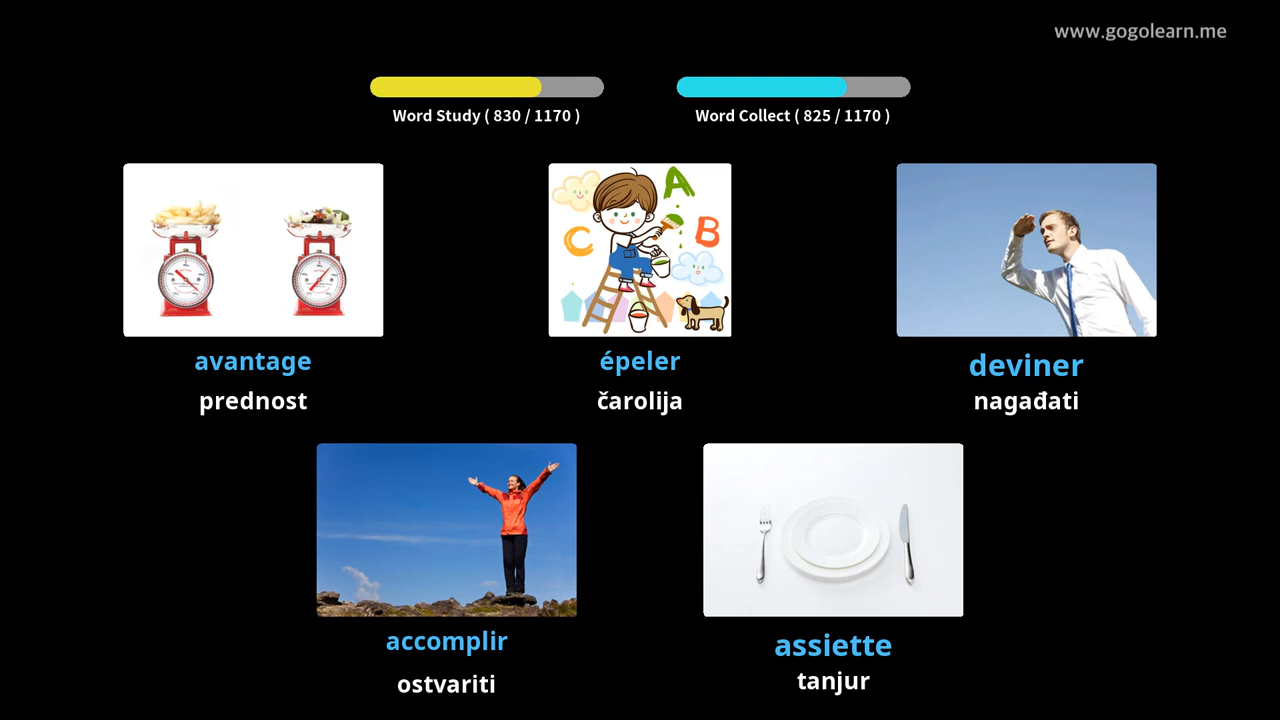 www.gogolearn.me
Word Study ( 830 / 1170 )
Word Collect ( 825 / 1170 )
A
B
C
avantage
prednost
épeler
čarolija
deviner
nagađati
accomplir
ostvariti
assiette
tanjur